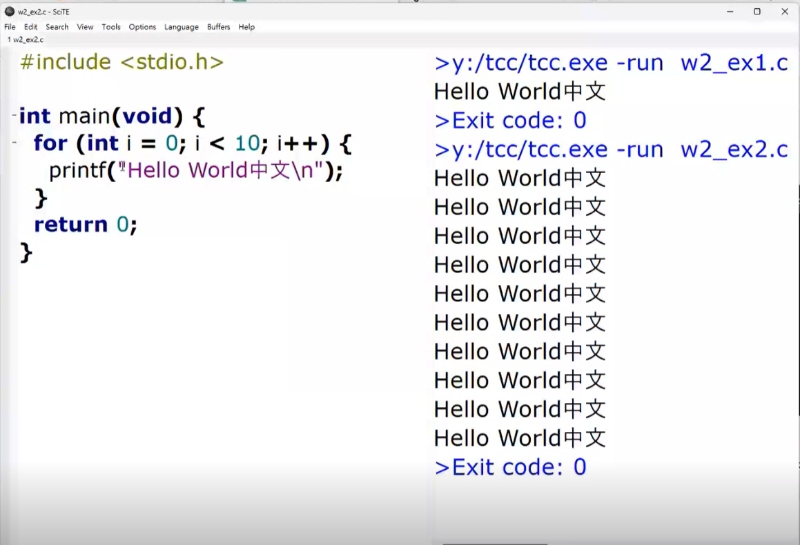 w2_ex2.c - SciTE
File Edit Search View Tools Options Language Buffers Help
1 w2_ex2.c
#include <stdio.h>
int main(void) {
for (int i = 0; i < 10; i++) {
printf("Hello World中文\n");
}
return 0;
}
>y:/tcc/tcc.exe -run w2_ex1.c
Hello World中文
>Exit code: 0
>y:/tcc/tcc.exe -run w2_ex2.c
Hello World中文
Hello World中文
Hello World中文
Hello World中文
Hello World中文
Hello World中文
Hello World中文
Hello World中文
Hello World中文
Hello World中文
>Exit code: 0